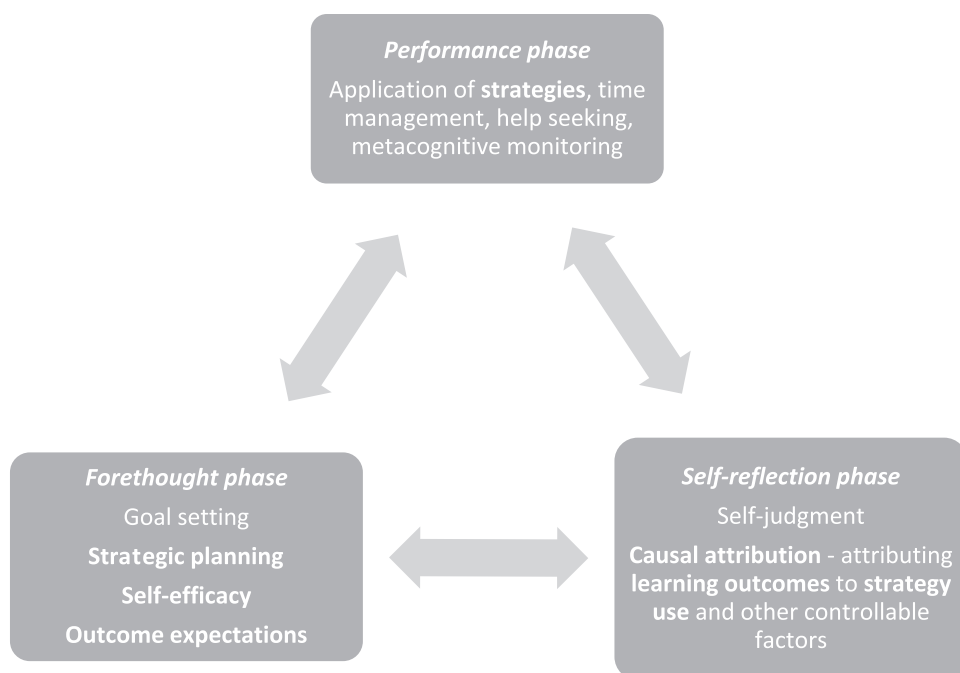 Performance phase
Application of strategies, time
management, help seeking,
metacognitive monitoring
Forethought phase
Goal setting
Strategic planning
Self-efficacy
Outcome expectations
Self-reflection phase
Self-judgment
Causal attribution - attributing
learning outcomes to strategy
use and other controllable
factors